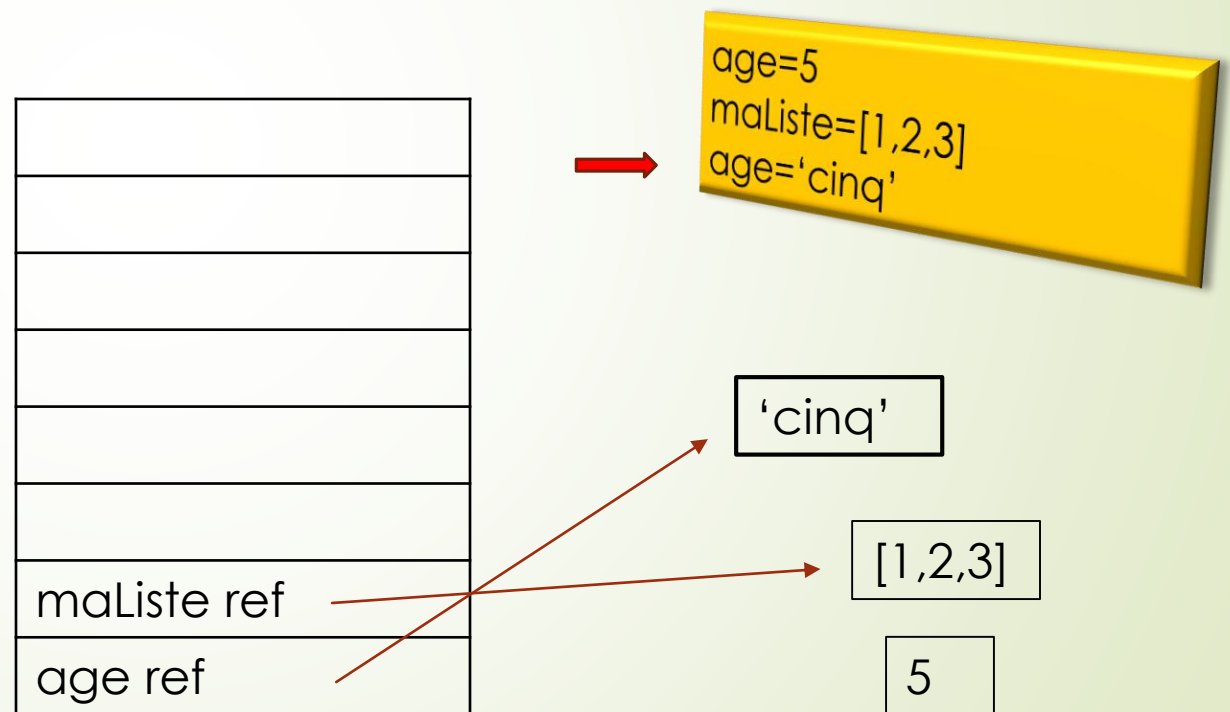 age=5
maListe=[1,2,3]
age=‘cinq’
‘cinq’
[1,2,3]
maListe ref
age ref
5